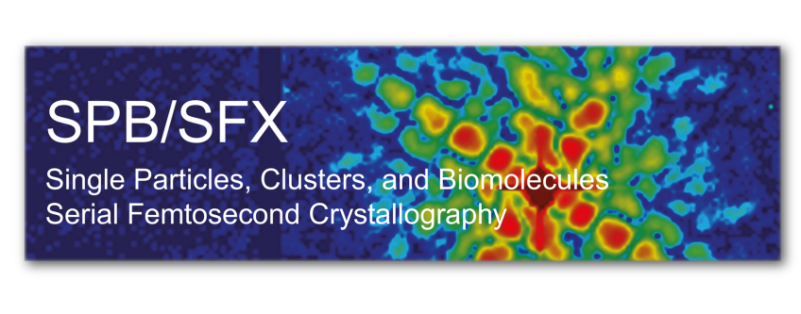 SPB/SFX
Single Particles, Clusters, and Biomolecules
Serial Femtosecond Crystallography